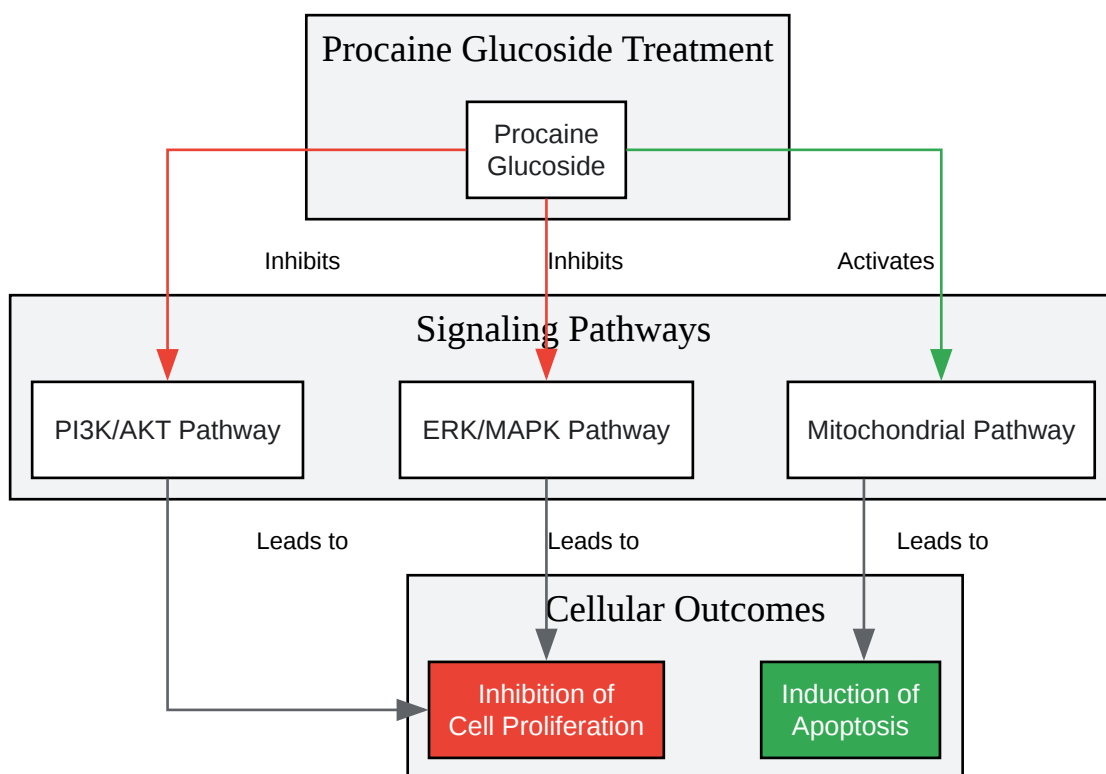 Procaine Glucoside Treatment
Procaine
Glucoside
Inhibits
Inhibits
Activates
Signaling Pathways
PI3K/AKT Pathway
ERK/MAPK Pathway
Mitochondrial Pathway
Leads to
Leads to
Leads to
Cellular Outcomes
Inhibition of
Cell Proliferation
Induction of
Apoptosis